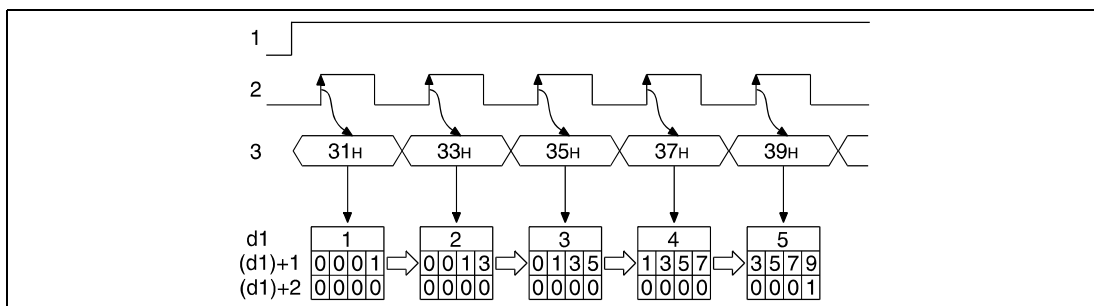 1
2
3 31H 33H 35H 37H 39H
d1 1 2 3 4 5
(d1)+1 0001 0013 0135 1357 3579
(d1)+2 0000 0000 0000 0000 0001